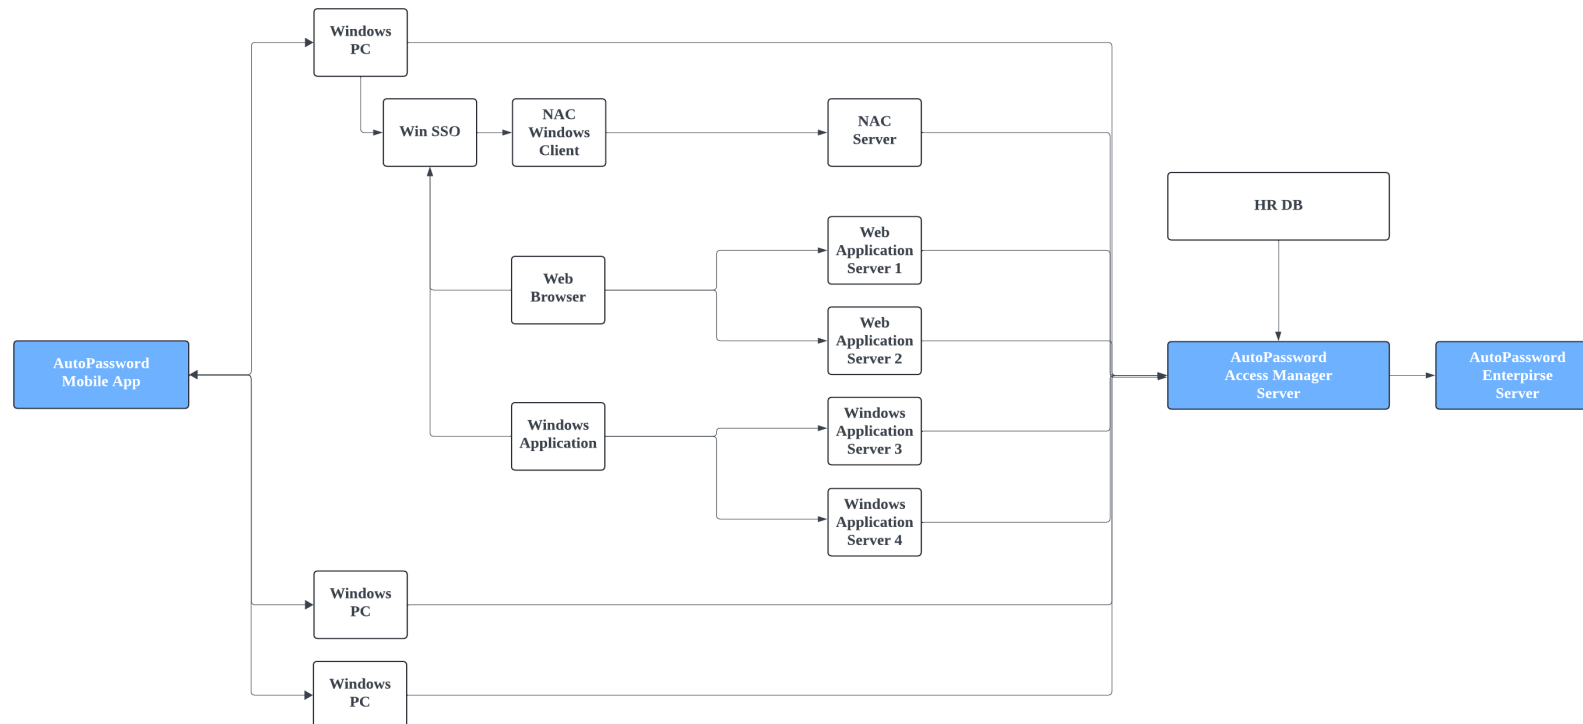 Windows
PC
Win SSO
NAC
Windows
Client
NAC
Server
HR DB
Web
Application
Server 1
Web
Browser
Web
Application
Server 2
AutoPassword
Mobile App
AutoPassword
Access Manager
Server
AutoPassword
Enterpirse
Server
Windows
Application
Windows
Application
Server 3
Windows
Application
Server 4
Windows
PC
Windows
PC